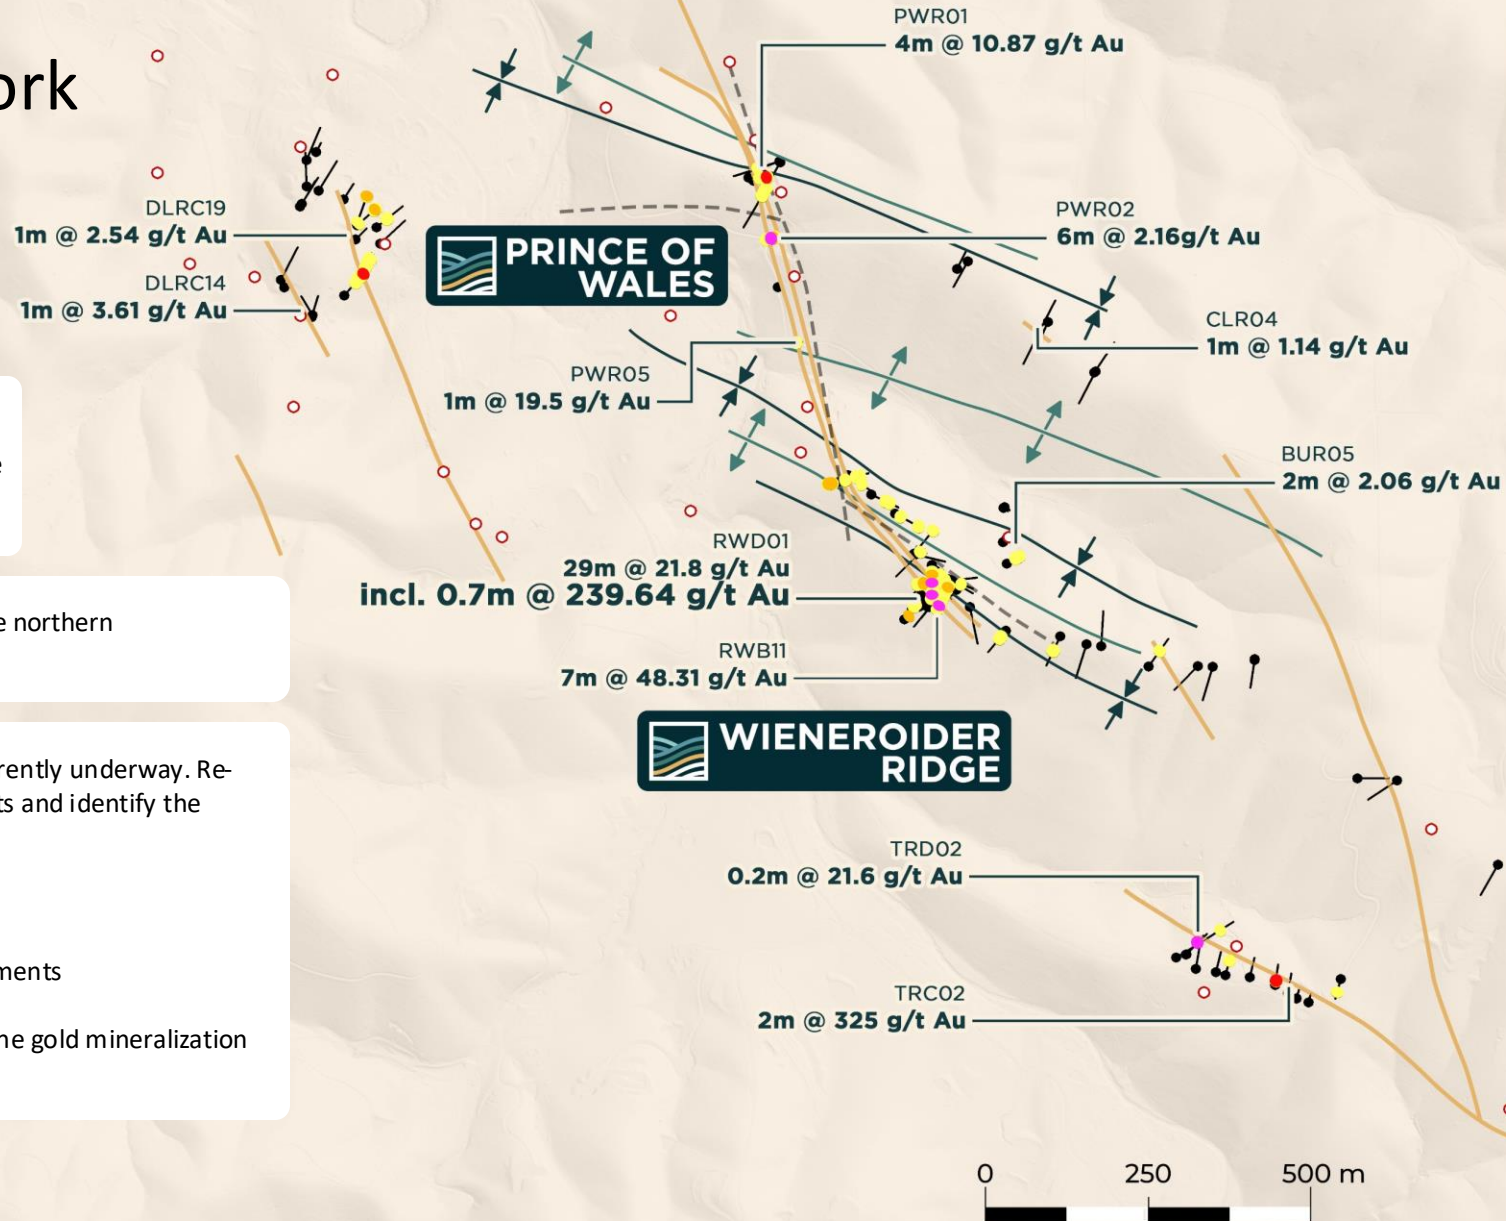 ork
e
e northern
rently underway. Re-
ts and identify the
ments
he gold mineralization
PWR01
4m @ 10.87 g/t Au
DLRC19
1m @ 2.54 g/t Au
PWR02
6m @ 2.16g/t Au
PRINCE OF
WALES
DLRC14
1m @ 3.61 g/t Au
CLR04
1m @ 1.14 g/t Au
PWR05
1m @ 19.5 g/t Au
BUR05
2m @ 2.06 g/t Au
RWD01
29m @ 21.8 g/t Au
incl. 0.7m @ 239.64 g/t Au
RWB11
7m @ 48.31 g/t Au
WIENEROIDER
RIDGE
TRD02
0.2m @ 21.6 g/t Au
TRC02
2m @ 325 g/t Au
0 250 500 m